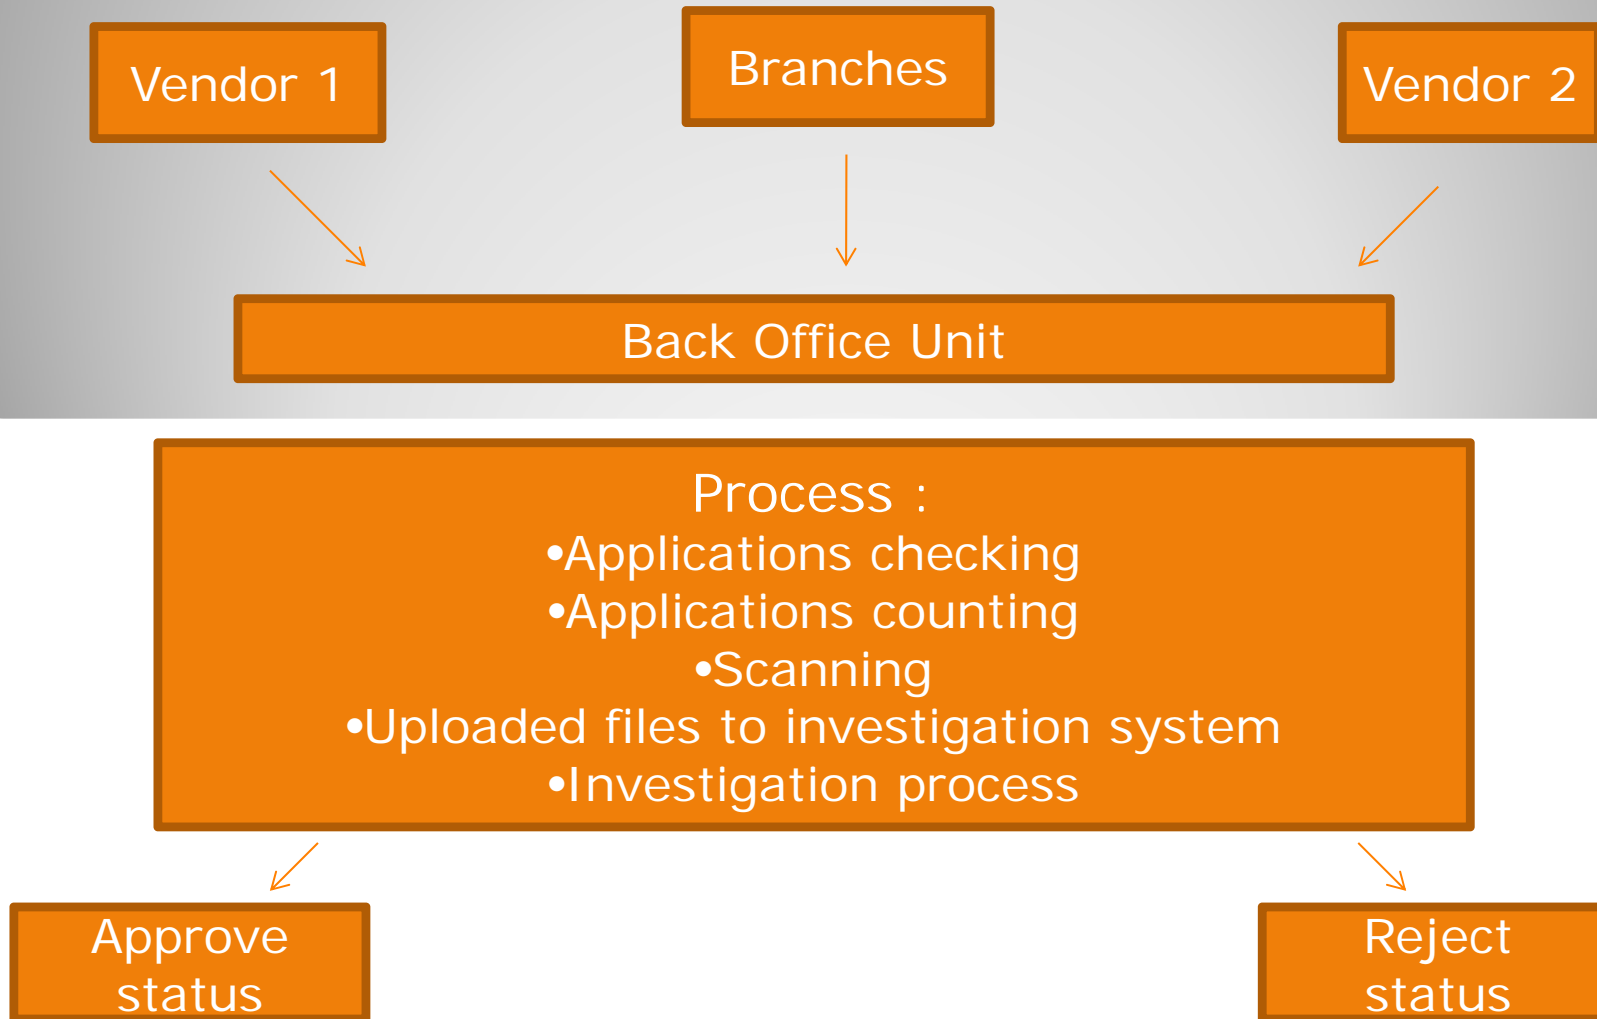 Vendor 1
Branches
Vendor 2
Back Office Unit
Process :
•Applications checking
•Applications counting
•Scanning
•Uploaded files to investigation system
•Investigation process
Approve
status
Reject
status